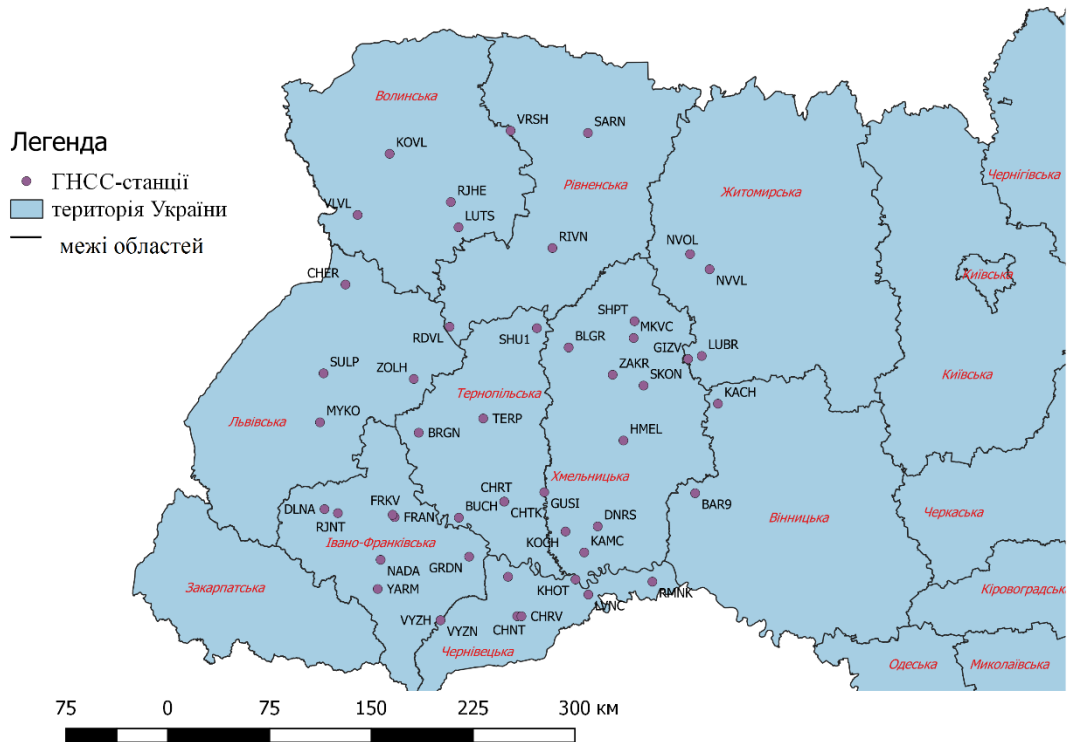 Легенда
ГНСС-станції
територія України
межі областей
Волинська
VRSH
SARN
KOVL
Чернігівська
Рівненська
Житомирська
RJHE
VLVL
LUTS
RIVN
NVOL
NVVL
CHER
Київська
SHPT
MKVC
RDVL
SHU1
BLGR
GIZV
LUBR
SULP
ZOLH
ZAKR
SKON
Київська
Тернопільська
KACH
MYKO
TERP
Львівська
BRGN
HMEL
Хмельницька
CHRT
DLNA
FRKV
BUCH
CHTK
GUSI
BAR9
RJNT
FRAN
DNRS
Вінницька
Черкаська
Івано-Франківська
KOCH
KAMC
GRDN
NADA
Закарпатська
YARM
KHOT
RMNK
Кіровоградська
LVNC
VYZH
VYZN
CHNT
CHRV
Чернівецька
Одеська
Миколаївська
75
0
75
150
225
300 км